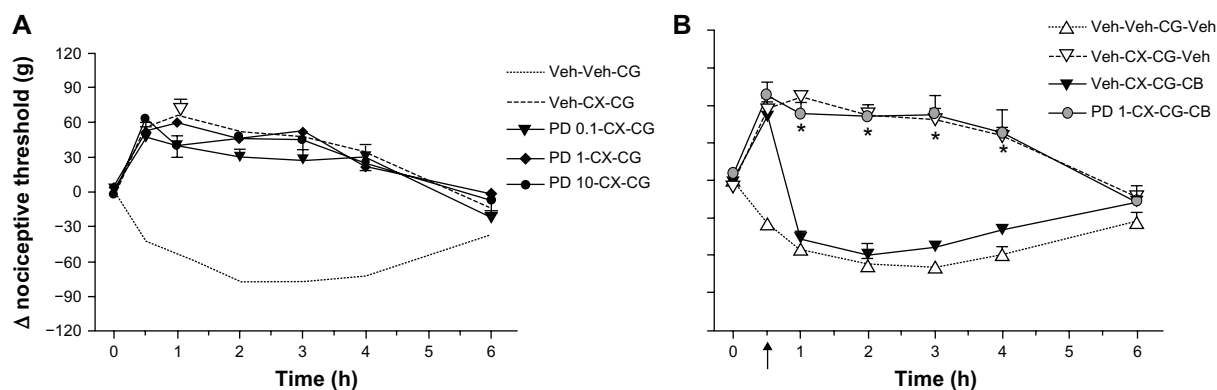 A
Δ nociceptive threshold (g)
120
90
60
30
0
−30
−60
−90
−120
0 1 2 3 4 5 6
Time (h)
Veh-Veh-CG
Veh-CX-CG
PD 0.1-CX-CG
PD 1-CX-CG
PD 10-CX-CG
B
* * * *
0 1 2 3 4 6
Time (h)
Veh-Veh-CG-Veh
Veh-CX-CG-Veh
Veh-CX-CG-CB
PD 1-CX-CG-CB